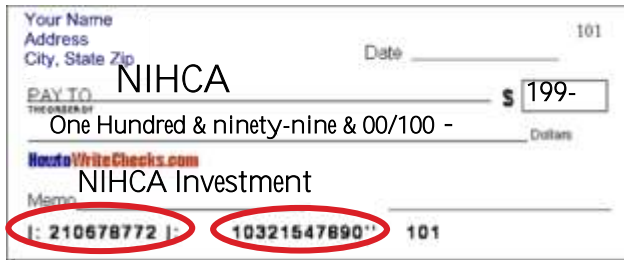 Your Name
Address 101
City, State Zip Date
NIHCA
PAY TO
THE ORDER OF $ 199-
One Hundred & ninety-nine & 00/100 - Dollars
HowtoWriteChecks.com
NIHCA Investment
Memo
|: 210678772 |: 10321547890'' 101